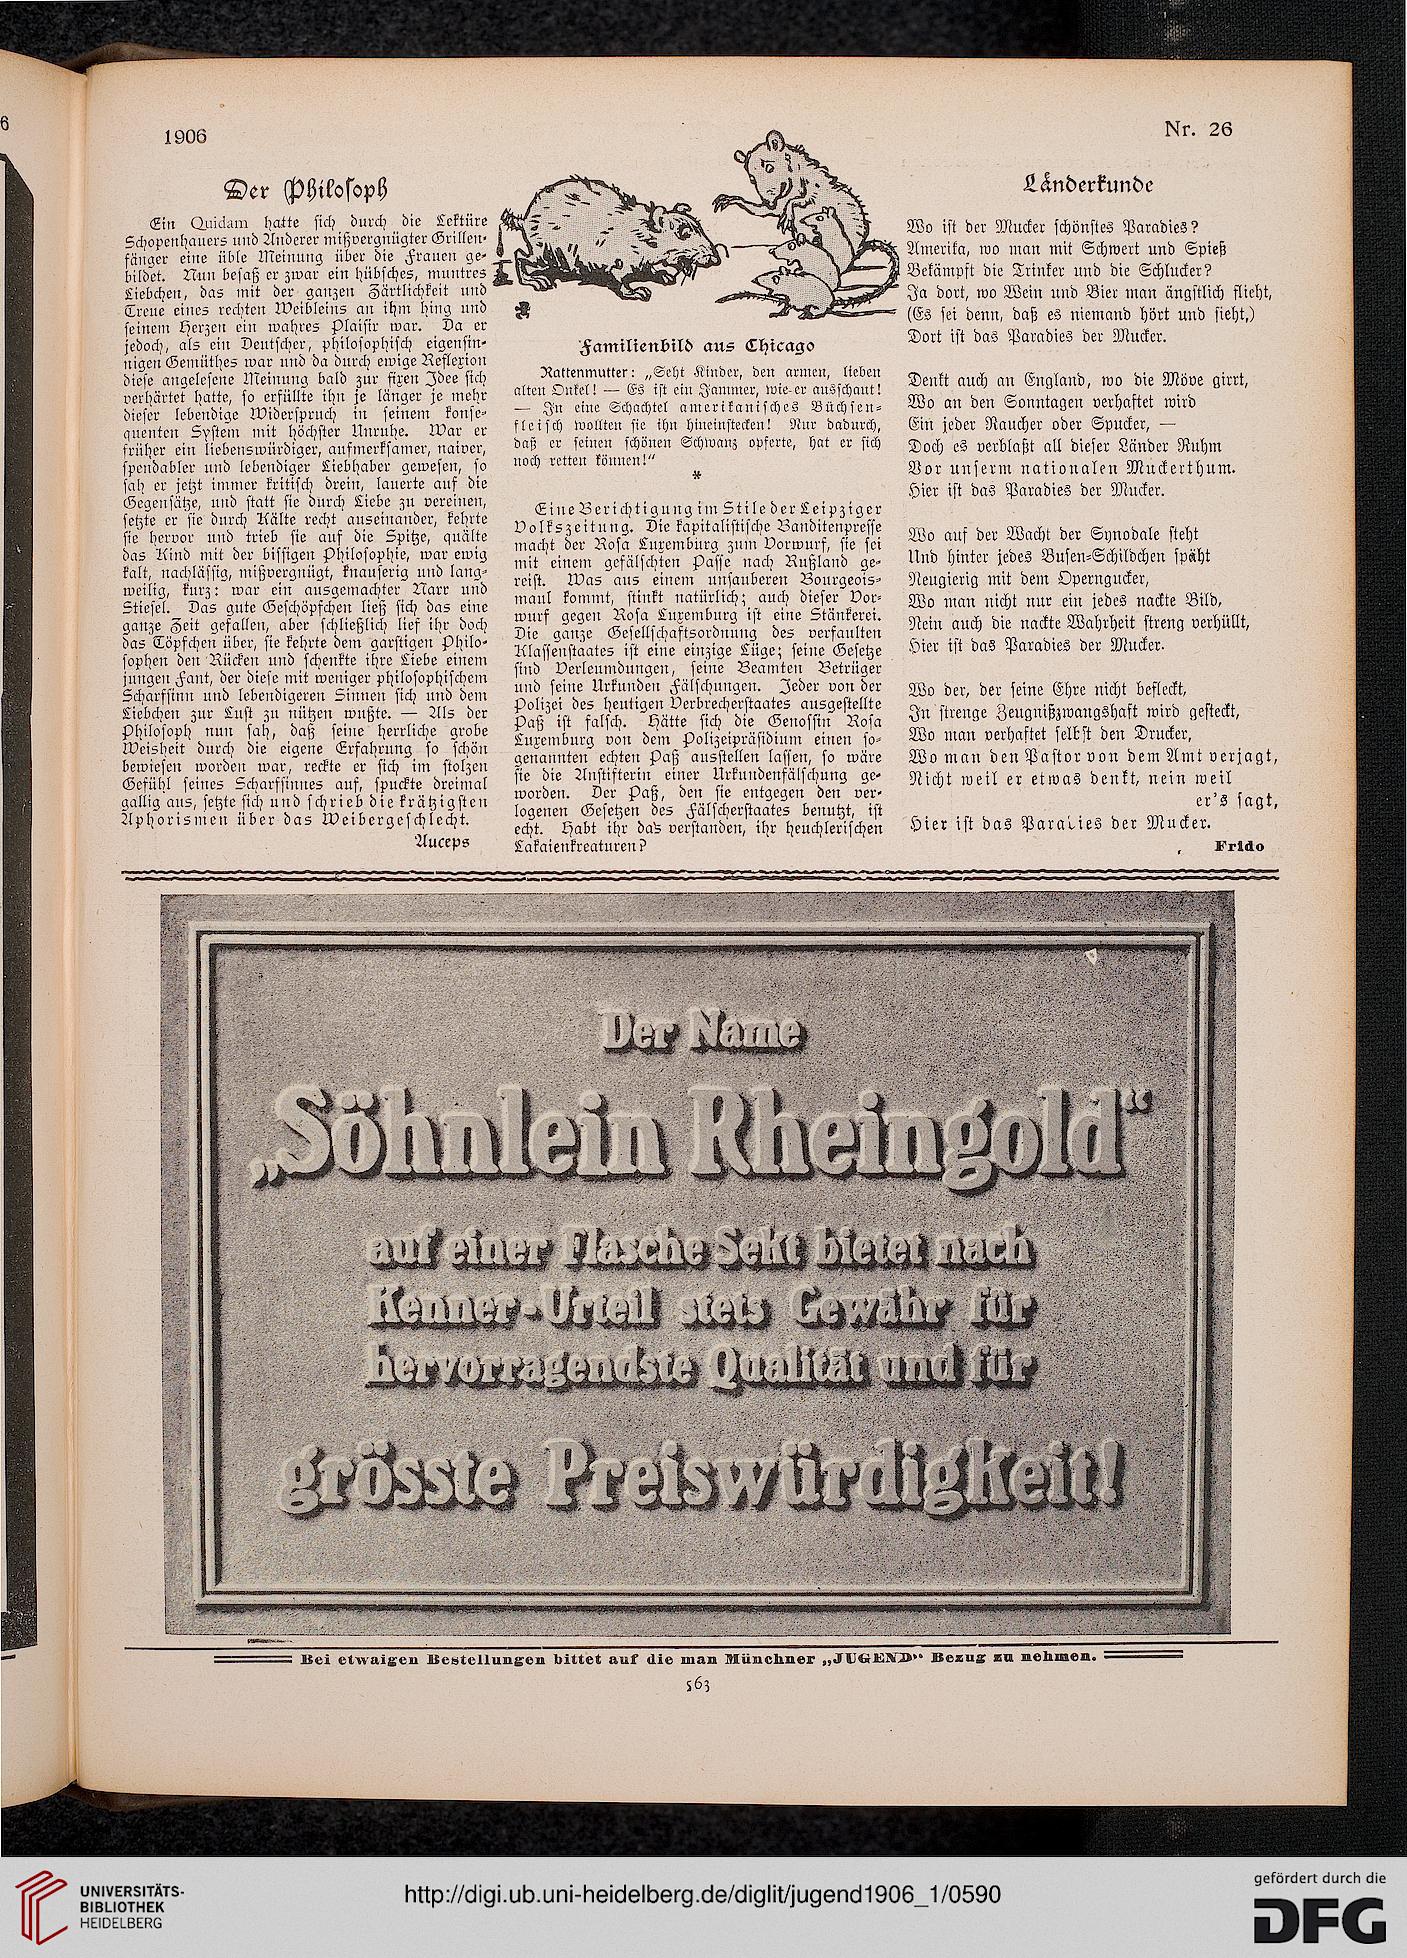 6
1906
Nr. 26
Der Philosoph
Ein Quidam hatte sich durch die Lektüre
Schopenhauers und Anderer mißvergnügter Grillen-
fänger eine üble Meinung über die Frauen ge-
bildet. Nun besaß er zwar ein hübsches, muntres
Liebchen, das mit der ganzen Zärtlichkeit und
Treue eines rechten Weibleins an ihm hing und
seinem Herzen ein wahres Plaisir war. Da er
jedoch, als ein Deutscher, philosophisch eigensin-
nigen Gemüthes war und da durch ewige Reflexion
diese angelesene Meinung bald zur fixen Idee sich
verhärtet hatte, so erfüllte ihn je länger je mehr
dieser lebendige Widerspruch in seinem konse-
quenten System mit höchster Unruhe. War er
früher ein liebenswürdiger, aufmerksamer, naiver,
spendabler und lebendiger Liebhaber gewesen, so
sah er jetzt immer kritisch drein, lauerte auf die
Gegensätze, und statt sie durch Liebe zu vereinen,
setzte er sie durch Kälte recht auseinander, kehrte
sie hervor und trieb sie auf die Spitze, quälte
das Kind mit der bissigen Philosophie, war ewig
kalt, nachlässig, mißvergnügt, knauserig und lang-
weilig, kurz: war ein ausgemachter Narr und
Stiesel. Das gute Geschöpfchen ließ sich das eine
ganze Zeit gefallen, aber schließlich lief ihr doch
das Töpfchen über, sie kehrte dem garstigen Philo-
sophen den Rücken und schenkte ihre Liebe einem
jungen Fant, der diese mit weniger philosophischem
Scharfsinn und lebendigeren Sinnen sich und dem
Liebchen zur Lust zu nützen wußte. — Als der
Philosoph nun sah, daß seine herrliche grobe
Weisheit durch die eigene Erfahrung so schön
bewiesen worden war, reckte er sich im stolzen
Gefühl seines Scharfsinnes auf, spuckte dreimal
gallig aus, setzte sich und schrieb die krätzigsten
Aphorismen über das Weibergeschlecht.
Auceps
Familienbild aus Chicago
Rattenmutter: „Seht Kinder, den armen, lieben
alten Onkel! — Es ist ein Jammer, wie er ausschaut!
— In eine Schachtel amerikanisches Büchsen-
fleisch wollten sie ihn hineinstecken! Nur dadurch,
daß er seinen schönen Schwanz opferte, hat er sich
noch retten können!“
*
Eine Berichtigung im Stile der Leipziger
Volkszeitung. Die kapitalistische Banditenpresse
macht der Rosa Luxemburg zum Vorwurf, sie sei
mit einem gefälschten Passe nach Rußland ge-
reist. Was aus einem unsauberen Bourgeois-
maul kommt, stinkt natürlich; auch dieser Vor-
wurf gegen Rosa Luxemburg ist eine Stänkerei.
Die ganze Gesellschaftsordnung des verfaulten
Klassenstaates ist eine einzige Lüge; seine Gesetze
sind Verleumdungen, seine Beamten Betrüger
und seine Urkunden Fälschungen. Jeder von der
Polizei des heutigen Verbrecherstaates ausgestellte
Paß ist falsch. Hätte sich die Genossin Rosa
Luxemburg von dem Polizeipräsidium einen so-
genannten echten Paß ausstellen lassen, so wäre
sie die Anstifterin einer Urkundenfälschung ge-
worden. Der Paß, den sie entgegen den ver-
logenen Gesetzen des Fälscherstaates benutzt, ist
echt. Habt ihr das verstanden, ihr heuchlerischen
Lakaienkreaturen?
Länderkunde
Wo ist der Mucker schönstes Paradies?
Amerika, wo man mit Schwert und Spieß
Bekämpft die Trinker und die Schlucker?
Ja dort, wo Wein und Bier man ängstlich flieht,
(Es sei denn, daß es niemand hört und sieht,)
Dort ist das Paradies der Mucker.
Denkt auch an England, wo die Möve girrt,
Wo an den Sonntagen verhaftet wird
Ein jeder Raucher oder Spucker, —
Doch es verblaßt all dieser Länder Ruhm
Vor unserm nationalen Muckerthum.
Hier ist das Paradies der Mucker.
Wo auf der Wacht der Synodale steht
Und hinter jedes Busen-Schildchen späht
Neugierig mit dem Operngucker,
Wo man nicht nur ein jedes nackte Bild,
Nein auch die nackte Wahrheit streng verhüllt,
Hier ist das Paradies der Mucker.
Wo der, der seine Ehre nicht befleckt,
In strenge Zeugnißzwangshaft wird gesteckt,
Wo man verhaftet selbst den Drucker,
Wo man den Pastor von dem Amt verjagt,
Nicht weil er etwas denkt, nein weil
er's sagt,
Hier ist das Paradies der Mucker.
Frido
Der Name
„Söhnlein Rheingold“
auf einer Flasche Sekt bietet nach
Kenner-Urteil stets Gewähr für
hervorragendste Qualität und für
grösste Preiswürdigkeit!
Bei etwaigen Bestellungen bittet auf die man Münchner „JUGEND“ Bezug zu nehmen.
563
UNIVERSITÄTS-
BIBLIOTHEK
HEIDELBERG
http://digi.ub.uni-heidelberg.de/diglit/jugend1906_1/0590
gefördert durch die
DFG